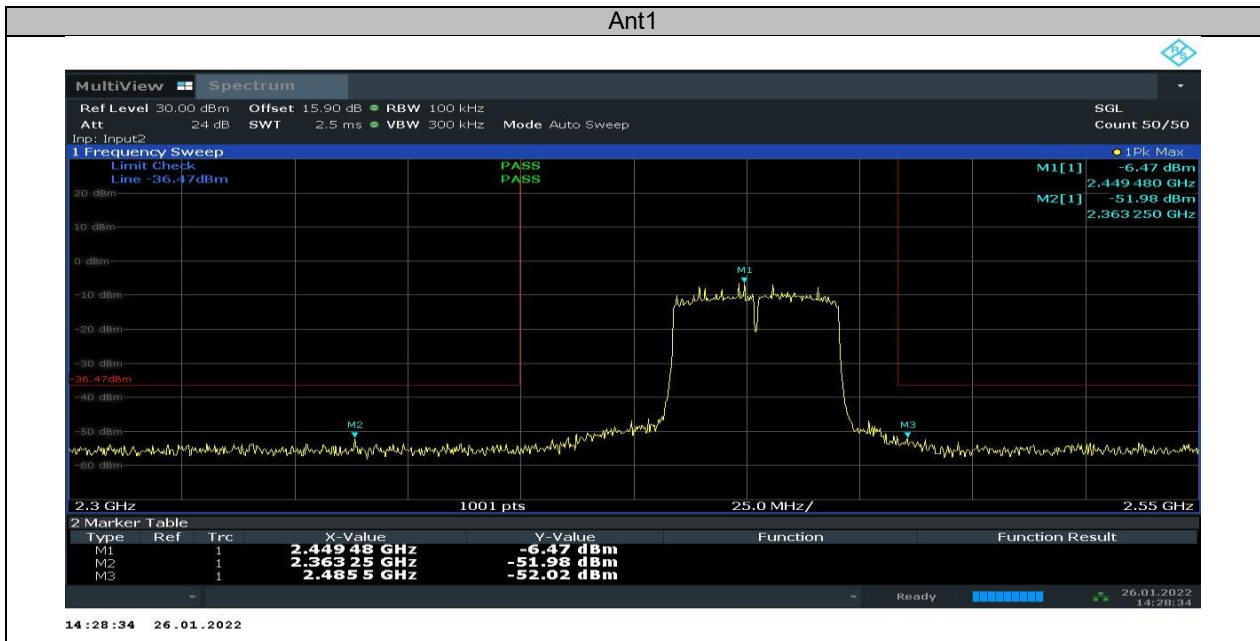 Ant1
R&S
MultiView Spectrum
Ref Level 30.00 dBm Offset 15.90 dB RBW 100 kHz SGL
Att 24 dB SWT 2.5 ms VBW 300 kHz Mode Auto Sweep Count 50/50
Inp: Input2
1 Frequency Sweep 1Pk Max
Limit Check PASS M1[1] -6.47 dBm
Line -36.47dBm PASS 2.449 480 GHz
20 dBm M2[1] -51.98 dBm
2.363 250 GHz
10 dBm
0 dBm
M1
-10 dBm
-20 dBm
-30 dBm
-36.47dBm
-40 dBm
M2 M3
-50 dBm
-60 dBm
2.3 GHz 1001 pts 25.0 MHz/ 2.55 GHz
2 Marker Table
Type Ref Trc X-Value Y-Value Function Function Result
M1 1 2.449 48 GHz -6.47 dBm
M2 1 2.363 25 GHz -51.98 dBm
M3 1 2.485 5 GHz -52.02 dBm
Ready 26.01.2022
14:28:34
14:28:34 26.01.2022